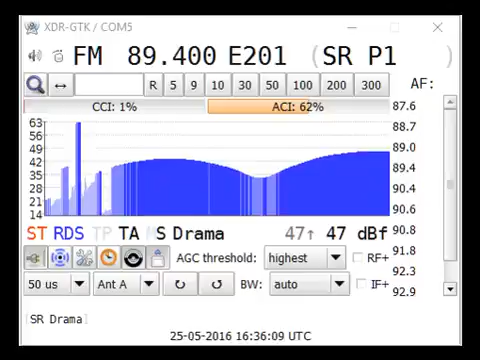 XDR-GTK / COM5
FM 89.400 E201 (SR P1 )
↔ R 5 9 10 30 50 100 200 300 AF:
CCI: 1% ACI: 62%
87.6
88.7
89.0
89.4
90.4
90.6
90.8
91.8
92.3
92.9
63
56
49
42
35
28
21
14
ST RDS TP TA MS Drama 47↑ 47 dBf
AGC threshold: highest RF+
50 us Ant A ↻ ↺ BW: auto IF+
[SR Drama]
25-05-2016 16:36:09 UTC